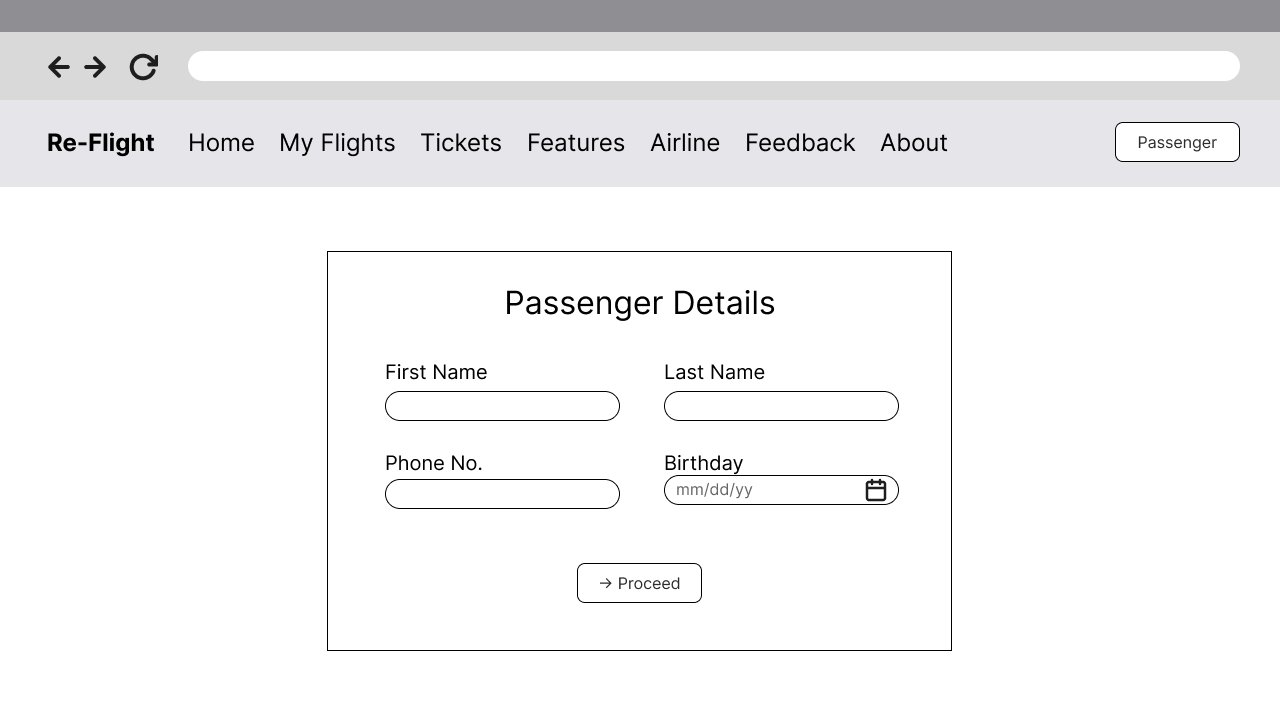 Re-Flight Home My Flights Tickets Features Airline Feedback About Passenger
Passenger Details
First Name Last Name
Phone No. Birthday
mm/dd/yy
→ Proceed